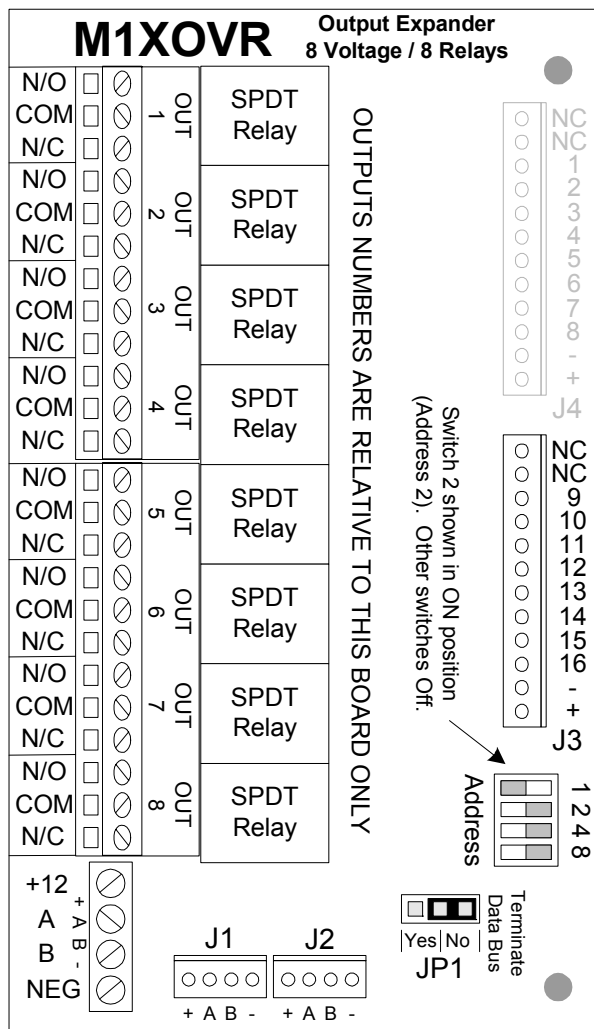 M1XOVR
Output Expander
8 Voltage / 8 Relays
N/O
COM
N/C
OUT 1
SPDT
Relay
N/O
COM
N/C
OUT 2
SPDT
Relay
N/O
COM
N/C
OUT 3
SPDT
Relay
N/O
COM
N/C
OUT 4
SPDT
Relay
N/O
COM
N/C
OUT 5
SPDT
Relay
N/O
COM
N/C
OUT 6
SPDT
Relay
N/O
COM
N/C
OUT 7
SPDT
Relay
N/O
COM
N/C
OUT 8
SPDT
Relay
OUTPUTS NUMBERS ARE RELATIVE TO THIS BOARD ONLY
NC
NC
1
2
3
4
5
6
7
8
-
+
J4
NC
NC
9
10
11
12
13
14
15
16
-
+
J3
Switch 2 shown in ON position
(Address 2). Other switches Off.
Address
1 2 4 8
+12
A
B
NEG
+ A B -
J1
+ A B -
J2
+ A B -
Yes No
JP1
Terminate
Data Bus